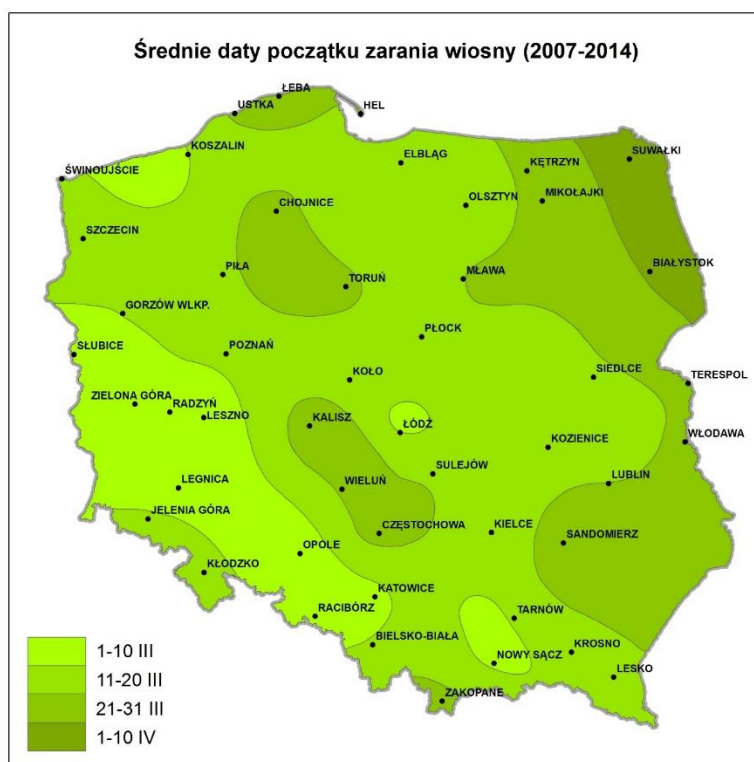 Średnie daty początku zarania wiosny (2007-2014)
ŁEBA
USTKA
HEL
KOSZALIN
ELBLĄG
KĘTRZYN
SUWAŁKI
ŚWINOUJŚCIE
CHOJNICE
OLSZTYN
MIKOŁAJKI
SZCZECIN
PIŁA
TORUŃ
MŁAWA
BIAŁYSTOK
GORZÓW WLKP.
PŁOCK
SŁUBICE
POZNAŃ
KOŁO
SIEDLCE
TERESPOL
ZIELONA GÓRA
RADZYŃ
LESZNO
KALISZ
ŁÓDŹ
KOZIENICE
WŁODAWA
LEGNICA
WIELUŃ
SULEJÓW
LUBLIN
JELENIA GÓRA
CZĘSTOCHOWA
KIELCE
SANDOMIERZ
OPOLE
KŁODZKO
KATOWICE
RACIBÓRZ
TARNÓW
BIELSKO-BIAŁA
NOWY SĄCZ
KROSNO
LESKO
ZAKOPANE
1-10 III
11-20 III
21-31 III
1-10 IV